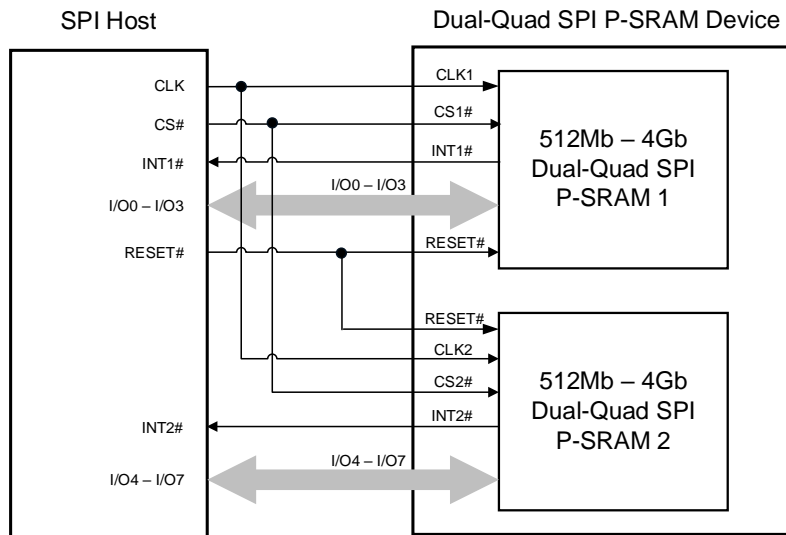 SPI Host
Dual-Quad SPI P-SRAM Device
CLK
CLK1
CS#
CS1#
INT1#
INT1#
I/O0 – I/O3
I/O0 – I/O3
RESET#
RESET#
512Mb – 4Gb
Dual-Quad SPI
P-SRAM 1
RESET#
CLK2
CS2#
INT2#
INT2#
I/O4 – I/O7
I/O4 – I/O7
512Mb – 4Gb
Dual-Quad SPI
P-SRAM 2